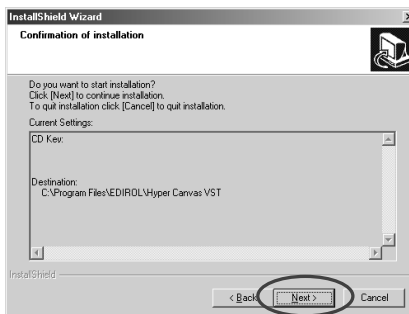 InstallShield Wizard
Confirmation of installation
Do you want to start installation?
Click [Next] to continue installation.
To quit installation click [Cancel] to quit installation.
Current Settings:
CD Key:
Destination:
C:\Program Files\EDIROL\Hyper Canvas VST
InstallShield
< Back Next > Cancel